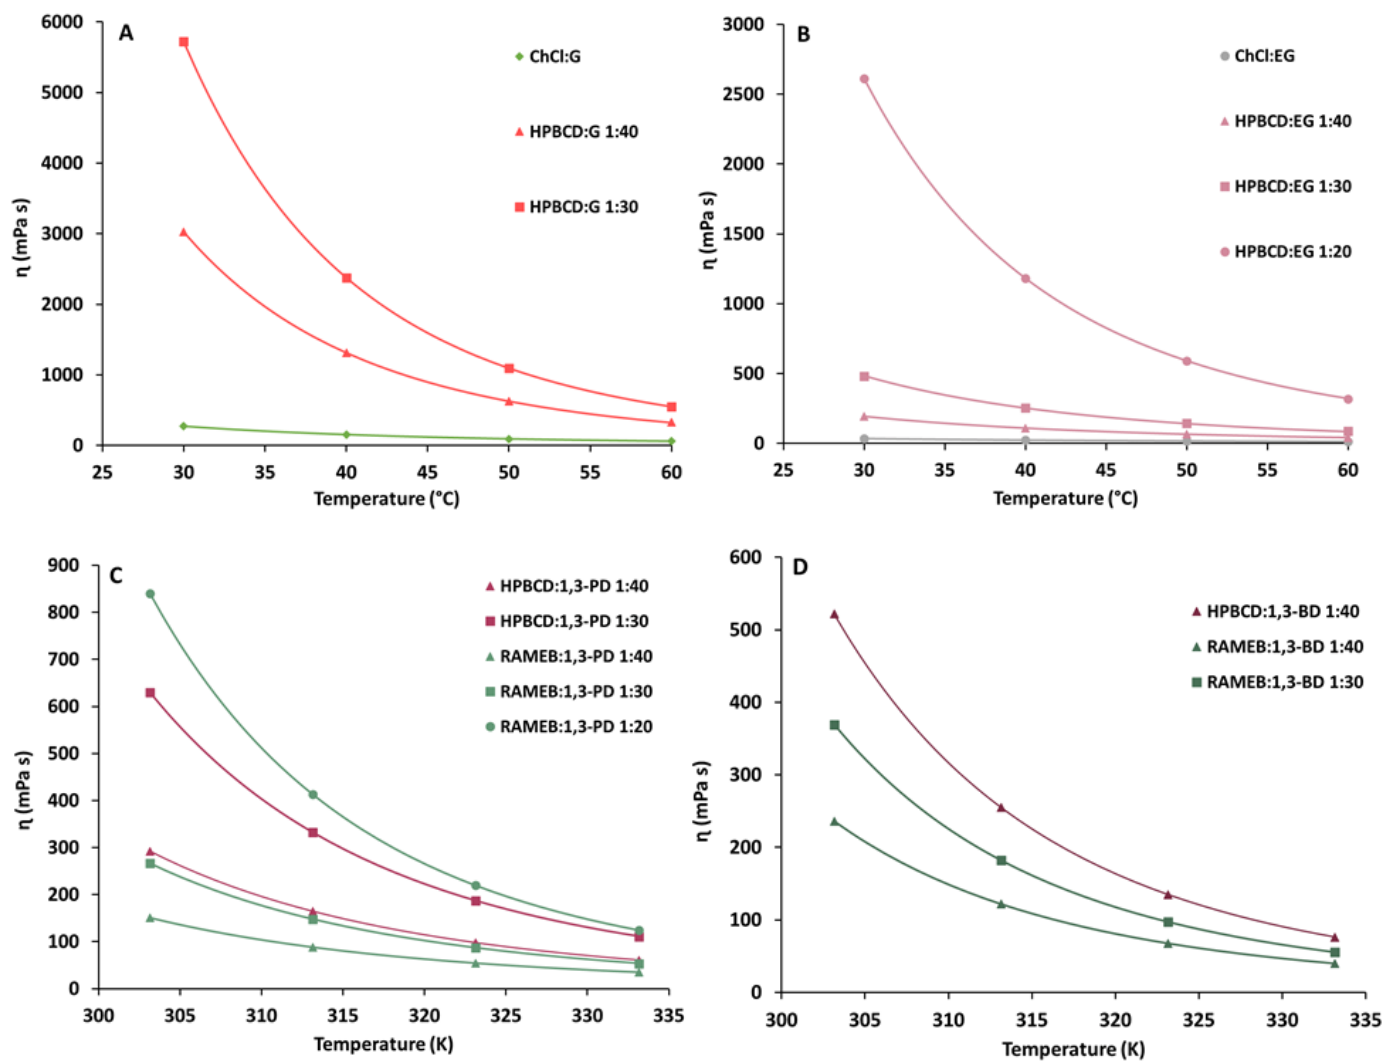 A
6000
5000
4000
3000
2000
1000
0
25 30 35 40 45 50 55 60
Temperature (°C)
η (mPa s)
ChCl:G
HPBCD:G 1:40
HPBCD:G 1:30
B
3000
2500
2000
1500
1000
500
0
25 30 35 40 45 50 55 60
Temperature (°C)
η (mPa s)
ChCl:EG
HPBCD:EG 1:40
HPBCD:EG 1:30
HPBCD:EG 1:20
C
900
800
700
600
500
400
300
200
100
0
300 305 310 315 320 325 330 335
Temperature (K)
η (mPa s)
HPBCD:1,3-PD 1:40
HPBCD:1,3-PD 1:30
RAMEB:1,3-PD 1:40
RAMEB:1,3-PD 1:30
RAMEB:1,3-PD 1:20
D
600
500
400
300
200
100
0
300 305 310 315 320 325 330 335
Temperature (K)
η (mPa s)
HPBCD:1,3-BD 1:40
RAMEB:1,3-BD 1:40
RAMEB:1,3-BD 1:30